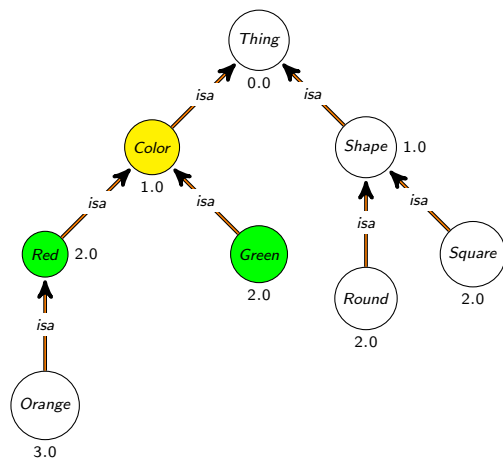 Thing
0.0
isa
isa
Color
1.0
Shape
1.0
isa
isa
isa
isa
Red
2.0
Green
2.0
Square
2.0
Round
2.0
isa
Orange
3.0